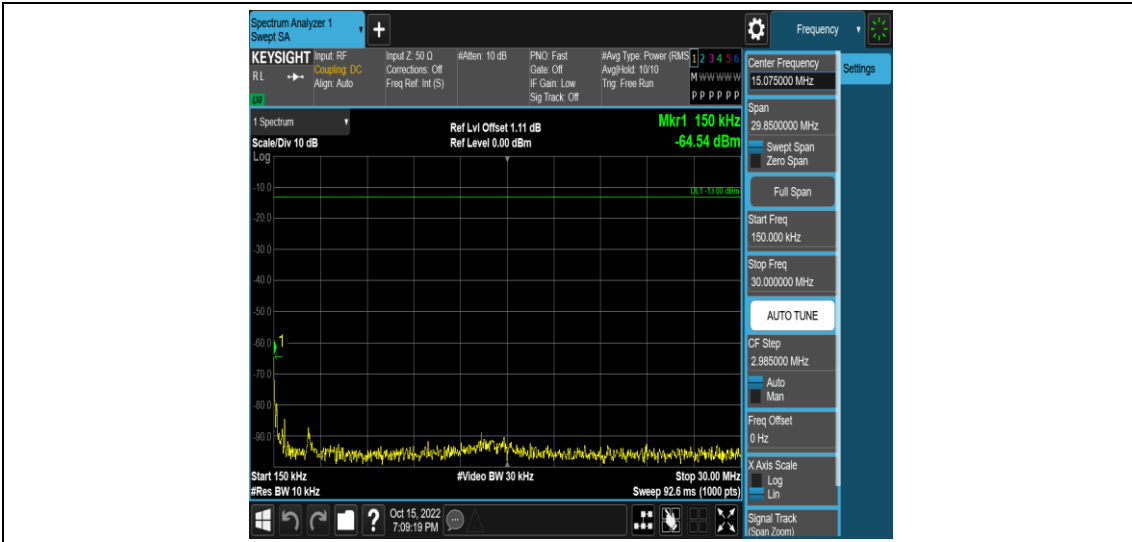 Spectrum Analyzer 1
Swept SA
+
Frequency
KEYSIGHT
RL
LXI
Input: RF
Coupling: DC
Align: Auto
Input Z: 50 Ω
Corrections: Off
Freq Ref: Int (S)
#Atten: 10 dB
PNO: Fast
Gate: Off
IF Gain: Low
Sig Track: Off
#Avg Type: Power (RMS
Avg|Hold: 10/10
Trig: Free Run
1 2 3 4 5 6
M W W W W W
P P P P P P
1 Spectrum
Scale/Div 10 dB
Log
Ref Lvl Offset 1.11 dB
Ref Level 0.00 dBm
Mkr1 150 kHz
-64.54 dBm
DL1 -13.00 dBm
-10.0
-20.0
-30.0
-40.0
-50.0
-60.0
1
-70.0
-80.0
-90.0
Start 150 kHz
#Video BW 30 kHz
Stop 30.00 MHz
#Res BW 10 kHz
Sweep 92.6 ms (1000 pts)
?
Oct 15, 2022
7:09:19 PM
Center Frequency
15.075000 MHz
Settings
Span
29.8500000 MHz
Swept Span
Zero Span
Full Span
Start Freq
150.000 kHz
Stop Freq
30.000000 MHz
AUTO TUNE
CF Step
2.985000 MHz
Auto
Man
Freq Offset
0 Hz
X Axis Scale
Log
Lin
Signal Track
(Span Zoom)